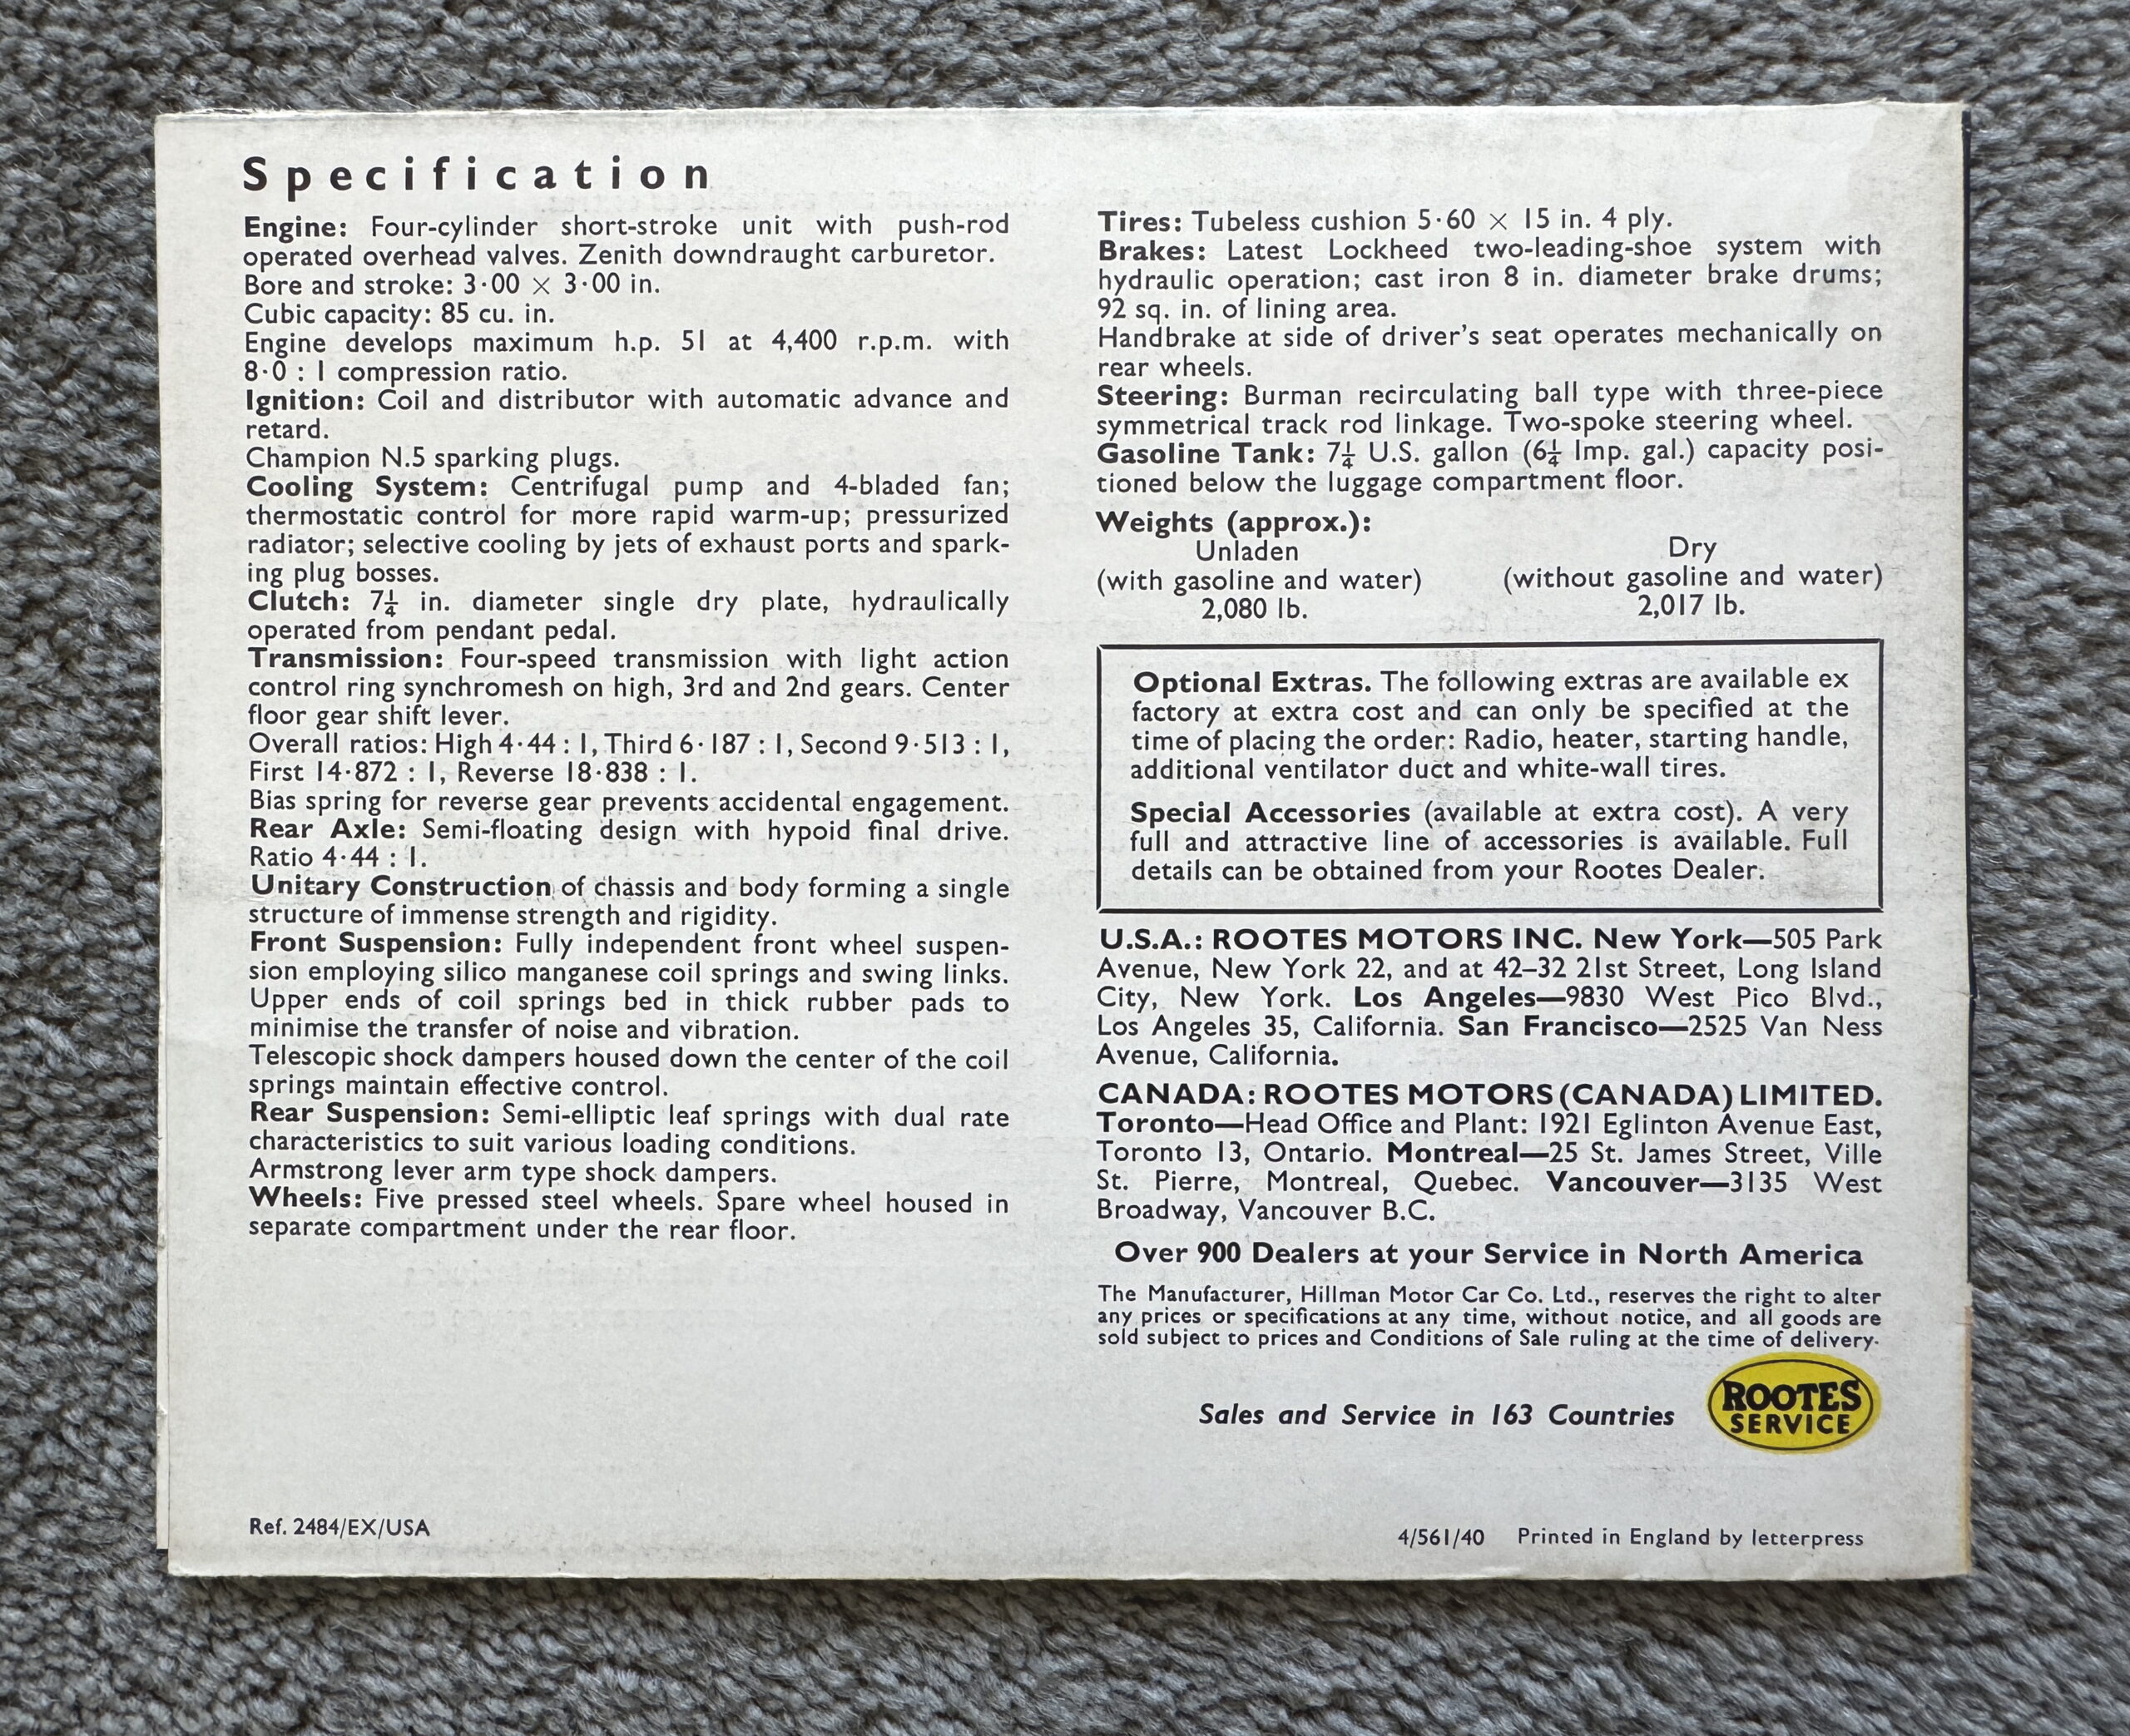 Specification
Engine: Four-cylinder short-stroke unit with push-rod
operated overhead valves. Zenith downdraught carburetor.
Bore and stroke: 3·00 × 3·00 in.
Cubic capacity: 85 cu. in.
Engine develops maximum h.p. 51 at 4,400 r.p.m. with
8·0 : 1 compression ratio.
Ignition: Coil and distributor with automatic advance and
retard.
Champion N.5 sparking plugs.
Cooling System: Centrifugal pump and 4-bladed fan;
thermostatic control for more rapid warm-up; pressurized
radiator; selective cooling by jets of exhaust ports and spark-
ing plug bosses.
Clutch: 7¼ in. diameter single dry plate, hydraulically
operated from pendant pedal.
Transmission: Four-speed transmission with light action
control ring synchromesh on high, 3rd and 2nd gears. Center
floor gear shift lever.
Overall ratios: High 4·44 : 1, Third 6·187 : 1, Second 9·513 : 1,
First 14·872 : 1, Reverse 18·838 : 1.
Bias spring for reverse gear prevents accidental engagement.
Rear Axle: Semi-floating design with hypoid final drive.
Ratio 4·44 : 1.
Unitary Construction of chassis and body forming a single
structure of immense strength and rigidity.
Front Suspension: Fully independent front wheel suspen-
sion employing silico manganese coil springs and swing links.
Upper ends of coil springs bed in thick rubber pads to
minimise the transfer of noise and vibration.
Telescopic shock dampers housed down the center of the coil
springs maintain effective control.
Rear Suspension: Semi-elliptic leaf springs with dual rate
characteristics to suit various loading conditions.
Armstrong lever arm type shock dampers.
Wheels: Five pressed steel wheels. Spare wheel housed in
separate compartment under the rear floor.
Tires: Tubeless cushion 5·60 × 15 in. 4 ply.
Brakes: Latest Lockheed two-leading-shoe system with
hydraulic operation; cast iron 8 in. diameter brake drums;
92 sq. in. of lining area.
Handbrake at side of driver's seat operates mechanically on
rear wheels.
Steering: Burman recirculating ball type with three-piece
symmetrical track rod linkage. Two-spoke steering wheel.
Gasoline Tank: 7¼ U.S. gallon (6¼ Imp. gal.) capacity posi-
tioned below the luggage compartment floor.
Weights (approx.):
Unladen Dry
(with gasoline and water) (without gasoline and water)
2,080 lb. 2,017 lb.
Optional Extras. The following extras are available ex
factory at extra cost and can only be specified at the
time of placing the order: Radio, heater, starting handle,
additional ventilator duct and white-wall tires.
Special Accessories (available at extra cost). A very
full and attractive line of accessories is available. Full
details can be obtained from your Rootes Dealer.
U.S.A.: ROOTES MOTORS INC. New York—505 Park
Avenue, New York 22, and at 42–32 21st Street, Long Island
City, New York. Los Angeles—9830 West Pico Blvd.,
Los Angeles 35, California. San Francisco—2525 Van Ness
Avenue, California.
CANADA: ROOTES MOTORS (CANADA) LIMITED.
Toronto—Head Office and Plant: 1921 Eglinton Avenue East,
Toronto 13, Ontario. Montreal—25 St. James Street, Ville
St. Pierre, Montreal, Quebec. Vancouver—3135 West
Broadway, Vancouver B.C.
Over 900 Dealers at your Service in North America
The Manufacturer, Hillman Motor Car Co. Ltd., reserves the right to alter
any prices or specifications at any time, without notice, and all goods are
sold subject to prices and Conditions of Sale ruling at the time of delivery.
Sales and Service in 163 Countries
ROOTES
SERVICE
Ref. 2484/EX/USA
4/561/40 Printed in England by letterpress